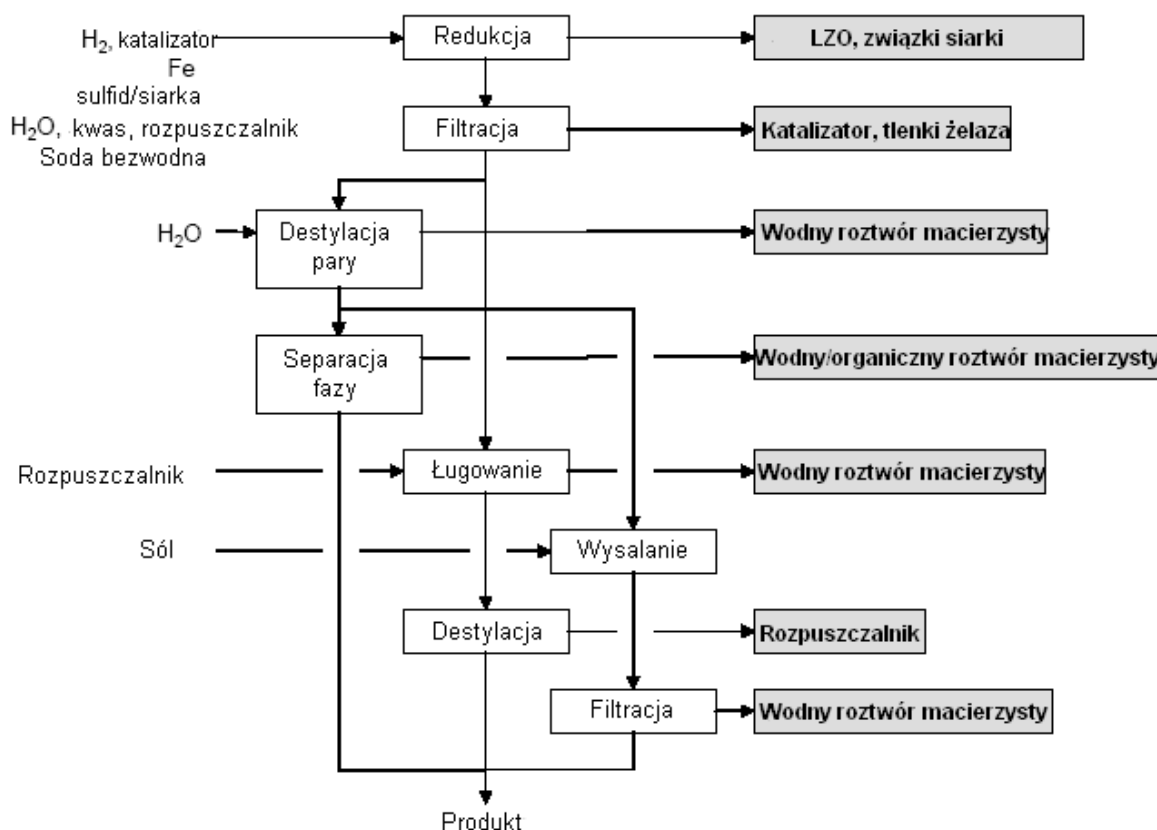 H₂, katalizator
Fe
sulfid/siarka
H₂O, kwas, rozpuszczalnik
Soda bezwodna
Redukcja
LZO, związki siarki
Filtracja
Katalizator, tlenki żelaza
H₂O
Destylacja
pary
Wodny roztwór macierzysty
Separacja
fazy
Wodny/organiczny roztwór macierzysty
Rozpuszczalnik
Ługowanie
Wodny roztwór macierzysty
Sól
Wysalanie
Destylacja
Rozpuszczalnik
Filtracja
Wodny roztwór macierzysty
Produkt